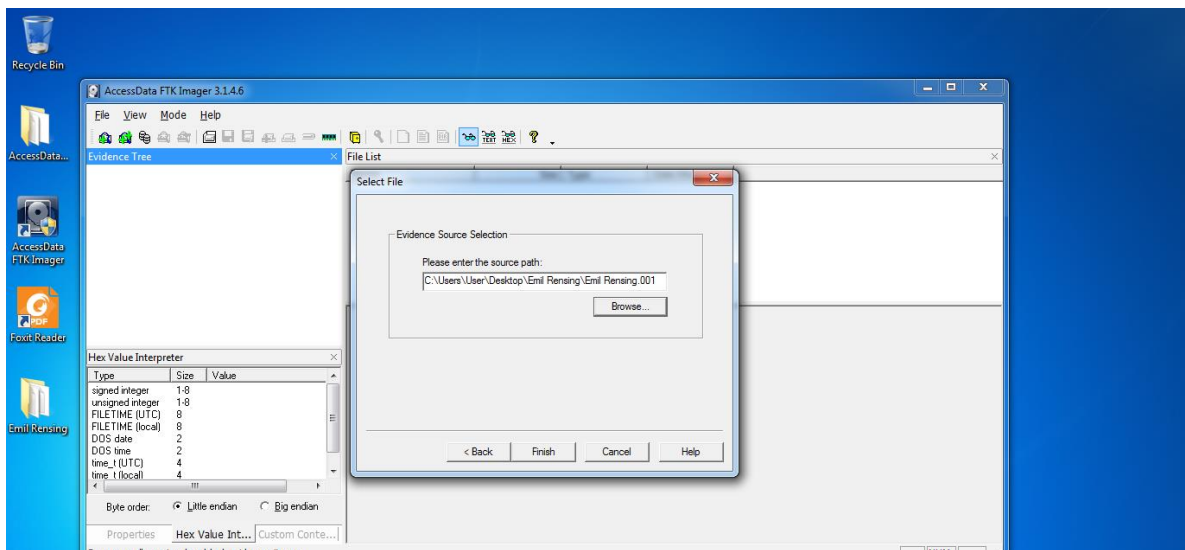 Recycle Bin
AccessData FTK Imager 3.1.4.6
File View Mode Help
TEXT HEX
AccessData...
Evidence Tree
File List
Select File
Evidence Source Selection
Please enter the source path:
C:\Users\User\Desktop\Emil Rensing\Emil Rensing.001
Browse...
AccessData
FTK Imager
PDF
Foxit Reader
Emil Rensing
Hex Value Interpreter
Type Size Value
signed integer 1-8
unsigned integer 1-8
FILETIME (UTC) 8
FILETIME (local) 8
DOS date 2
DOS time 2
time_t (UTC) 4
time_t (local) 4
Byte order: Little endian Big endian
Properties Hex Value Int... Custom Conte...
< Back Finish Cancel Help